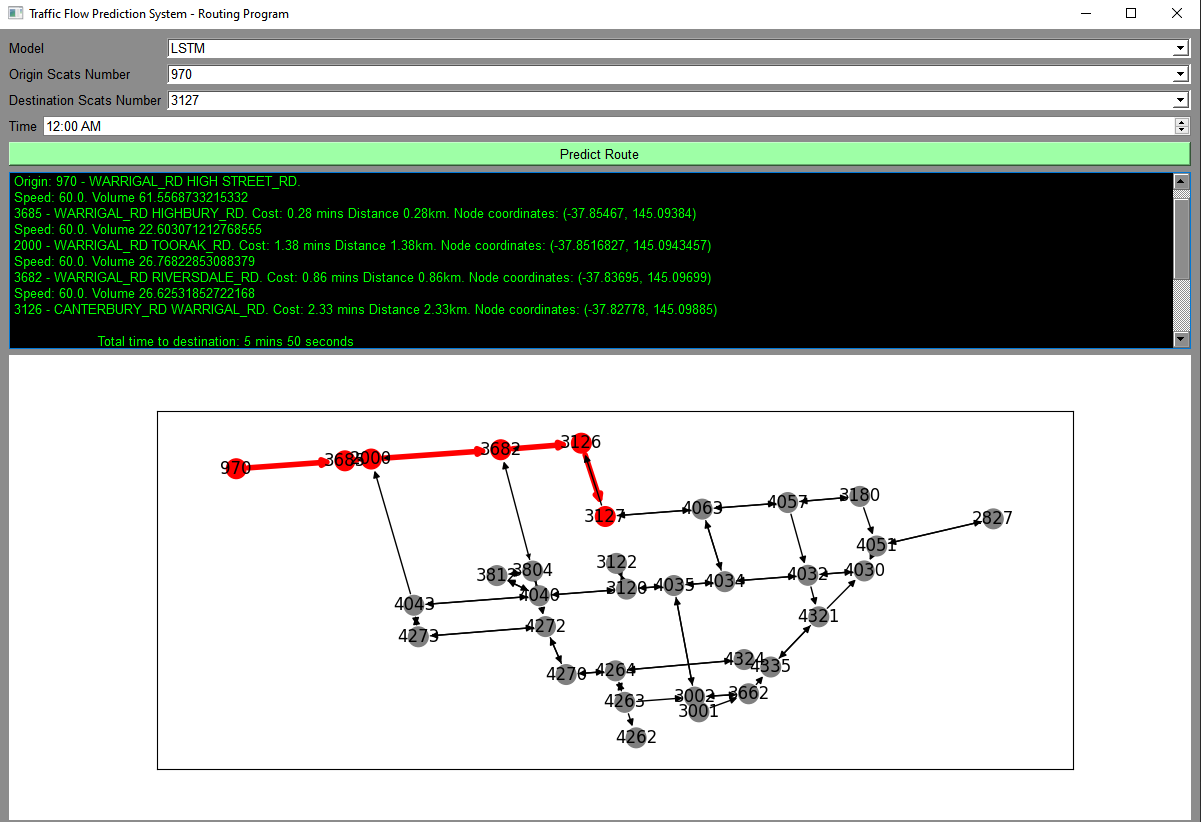 Traffic Flow Prediction System - Routing Program
Model LSTM
Origin Scats Number 970
Destination Scats Number 3127
Time 12:00 AM
Predict Route
Origin: 970 - WARRIGAL_RD HIGH STREET_RD.
Speed: 60.0. Volume 61.5568733215332
3685 - WARRIGAL_RD HIGHBURY_RD. Cost: 0.28 mins Distance 0.28km. Node coordinates: (-37.85467, 145.09384)
Speed: 60.0. Volume 22.603071212768555
2000 - WARRIGAL_RD TOORAK_RD. Cost: 1.38 mins Distance 1.38km. Node coordinates: (-37.8516827, 145.0943457)
Speed: 60.0. Volume 26.76822853088379
3682 - WARRIGAL_RD RIVERSDALE_RD. Cost: 0.86 mins Distance 0.86km. Node coordinates: (-37.83695, 145.09699)
Speed: 60.0. Volume 26.62531852722168
3126 - CANTERBURY_RD WARRIGAL_RD. Cost: 2.33 mins Distance 2.33km. Node coordinates: (-37.82778, 145.09885)
Total time to destination: 5 mins 50 seconds
970
3685
2000
3682
3126
3127
4063
4057
3180
2827
4051
3122
3812
3804
3120
4035
4034
4032
4030
4040
4043
4321
4273
4272
4270
4264
4324
4335
4263
3002
3662
3001
4262